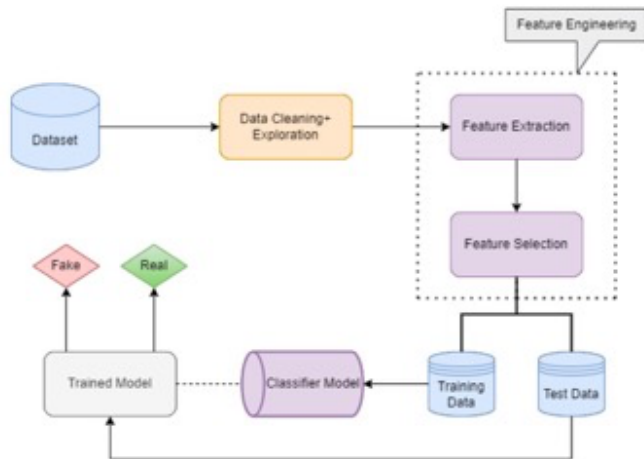 Feature Engineering
Dataset
Data Cleaning+
Exploration
Feature Extraction
Feature Selection
Fake
Real
Trained Model
Classifier Model
Training
Data
Test Data